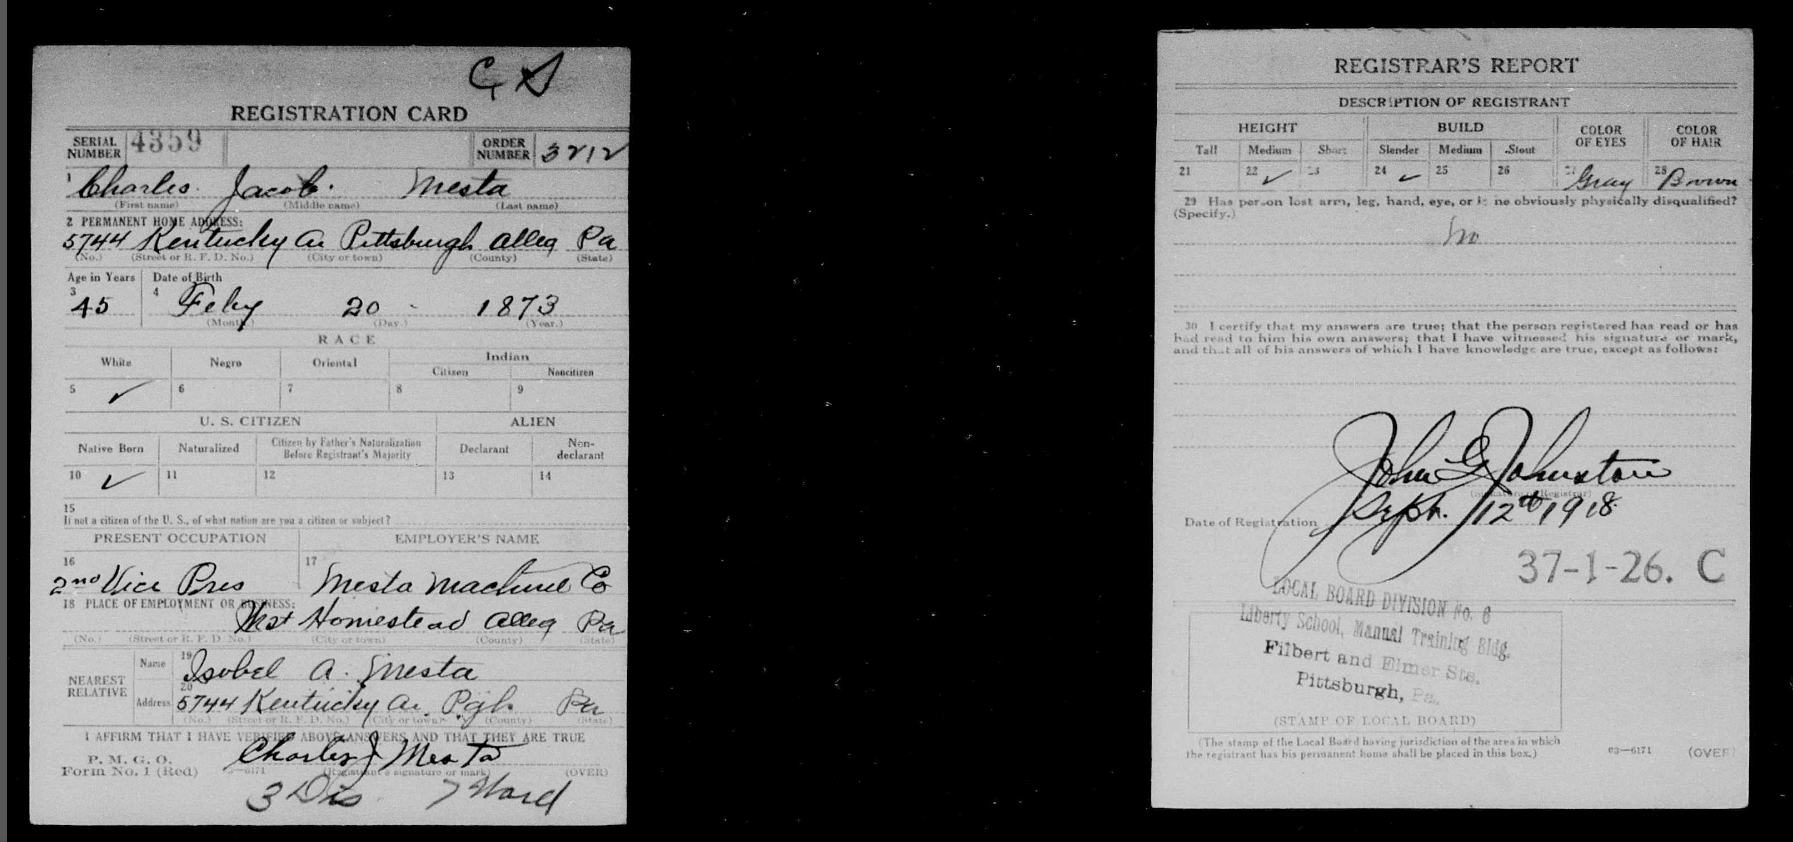 C S
REGISTRATION CARD
SERIAL NUMBER 4359 ORDER NUMBER 3212
1 Charles Jacob. Mesta
(First name) (Middle name) (Last name)
2 PERMANENT HOME ADDRESS:
5744 Kentucky Av Pittsburgh Alleg Pa
(No.) (Street or R. F. D. No.) (City or town) (County) (State)
Age in Years Date of Birth
3 45 4 Feby 20 - 1873
(Month.) (Day.) (Year.)
RACE
White Negro Oriental Indian
Citizen Noncitizen
5 ✓ 6 7 8 9
U. S. CITIZEN ALIEN
Native Born Naturalized Citizen by Father's Naturalization Before Registrant's Majority Declarant Non-declarant
10 ✓ 11 12 13 14
15
If not a citizen of the U. S., of what nation are you a citizen or subject?
PRESENT OCCUPATION EMPLOYER'S NAME
16 17
2nd Vice Pres Mesta Machine Co
18 PLACE OF EMPLOYMENT OR BUSINESS:
West Homestead Alleg Pa
(No.) (Street or R. F. D. No.) (City or town) (County) (State)
NEAREST RELATIVE Name 19 Isobel A. Mesta
Address 20 5744 Kentucky Av. Pgh. Pa
(No.) (Street or R. F. D. No.) (City or town) (County) (State)
I AFFIRM THAT I HAVE VERIFIED ABOVE ANSWERS AND THAT THEY ARE TRUE
P. M. G. O.
Form No. 1 (Red) 03—6171 Charles J Mesta
(Registrant's signature or mark) (OVER)
3 Dis 7 Ward
REGISTRAR'S REPORT
DESCRIPTION OF REGISTRANT
HEIGHT BUILD COLOR OF EYES COLOR OF HAIR
Tall Medium Short Slender Medium Stout
21 22 ✓ 23 24 ✓ 25 26 27 Gray 28 Brown
29 Has person lost arm, leg, hand, eye, or is he obviously physically disqualified?
(Specify.)
No
30 I certify that my answers are true; that the person registered has read or has
had read to him his own answers; that I have witnessed his signature or mark,
and that all of his answers of which I have knowledge are true, except as follows:
John G Johnston
(Signature of Registrar)
Date of Registration Sept. 12th 1918
37-1-26. C
LOCAL BOARD DIVISION No. 6
Liberty School, Manual Training Bldg.
Filbert and Elmer Sts.
Pittsburgh, Pa.
(STAMP OF LOCAL BOARD)
(The stamp of the Local Board having jurisdiction of the area in which
the registrant has his permanent home shall be placed in this box.)
03—6171 (OVER)